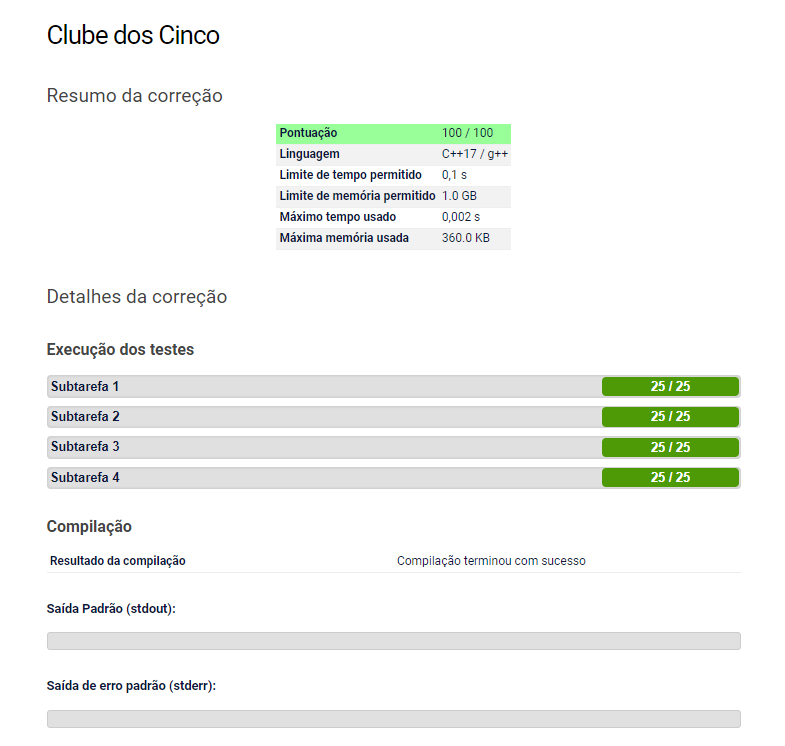 Clube dos Cinco
Resumo da correção
Pontuação 100 / 100
Linguagem C++17 / g++
Limite de tempo permitido 0,1 s
Limite de memória permitido 1.0 GB
Máximo tempo usado 0,002 s
Máxima memória usada 360.0 KB
Detalhes da correção
Execução dos testes
Subtarefa 1 25 / 25
Subtarefa 2 25 / 25
Subtarefa 3 25 / 25
Subtarefa 4 25 / 25
Compilação
Resultado da compilação Compilação terminou com sucesso
Saída Padrão (stdout):
Saída de erro padrão (stderr):